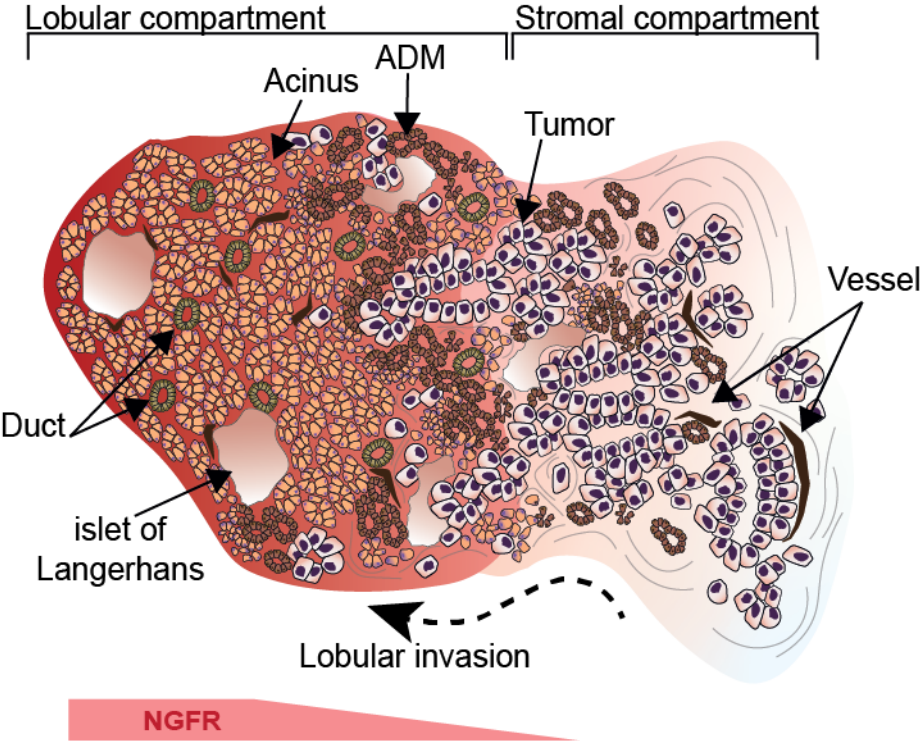 Lobular compartment
Stromal compartment
ADM
Acinus
Tumor
Vessel
Duct
islet of
Langerhans
Lobular invasion
NGFR